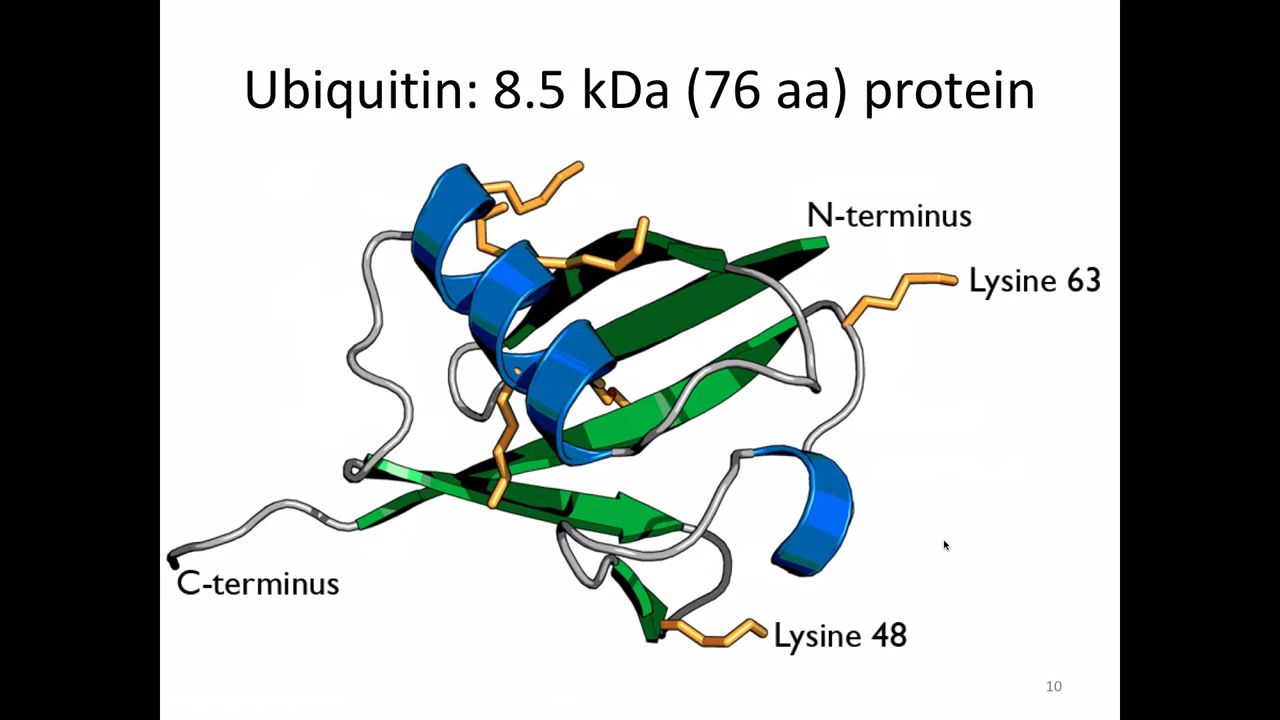 Ubiquitin: 8.5 kDa (76 aa) protein
N-terminus
Lysine 63
C-terminus
Lysine 48
10